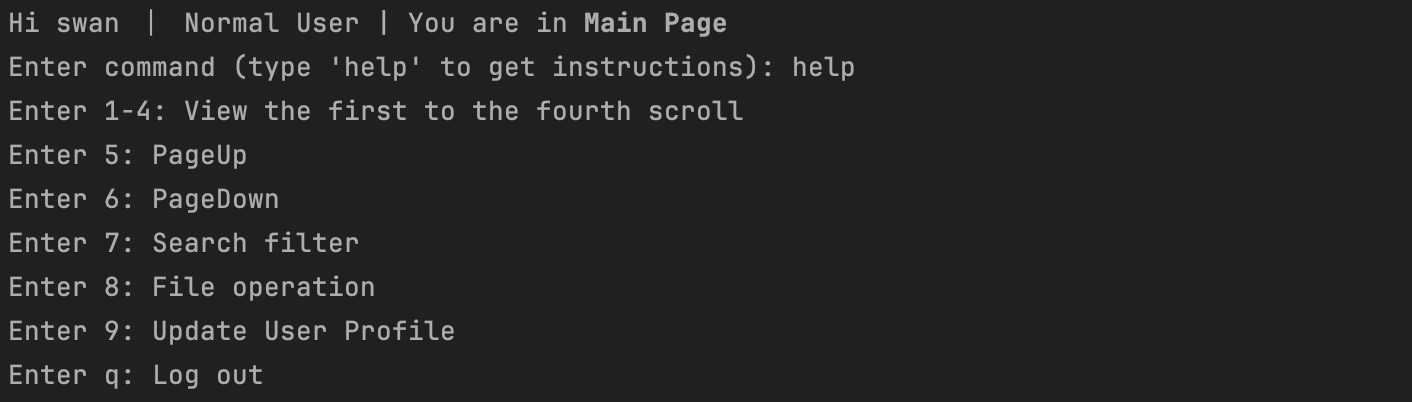 Hi swan | Normal User | You are in Main Page
Enter command (type 'help' to get instructions): help
Enter 1-4: View the first to the fourth scroll
Enter 5: PageUp
Enter 6: PageDown
Enter 7: Search filter
Enter 8: File operation
Enter 9: Update User Profile
Enter q: Log out